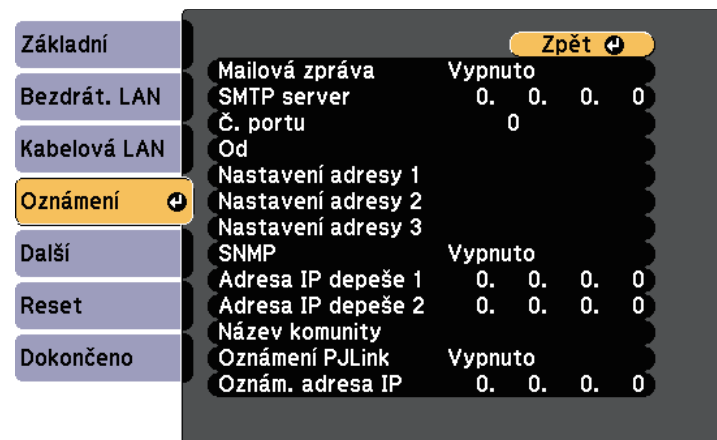 Základní
Bezdrát. LAN
Kabelová LAN
Oznámení
Další
Reset
Dokončeno
Zpět
Mailová zpráva Vypnuto
SMTP server 0. 0. 0. 0
Č. portu 0
Od
Nastavení adresy 1
Nastavení adresy 2
Nastavení adresy 3
SNMP Vypnuto
Adresa IP depeše 1 0. 0. 0. 0
Adresa IP depeše 2 0. 0. 0. 0
Název komunity
Oznámení PJLink Vypnuto
Oznám. adresa IP 0. 0. 0. 0